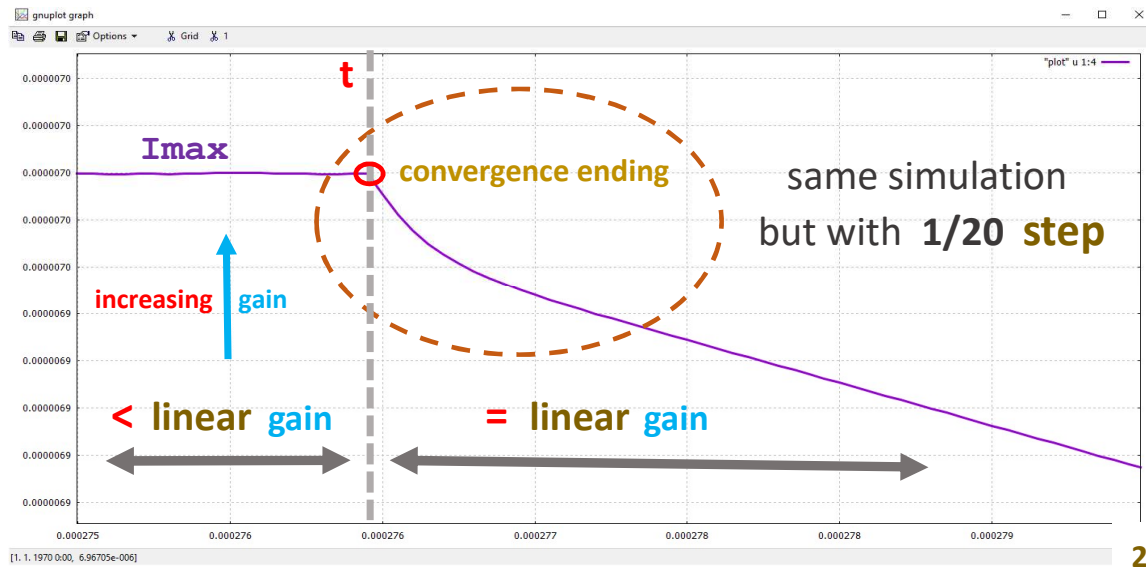 gnuplot graph
Options Grid 1
t
"plot" u 1:4
0.0000070
0.0000070
0.0000070
0.0000070
0.0000070
0.0000069
0.0000069
0.0000069
0.0000069
0.0000069
Imax
convergence ending
same simulation
but with 1/20 step
increasing gain
< linear gain
= linear gain
0.000275 0.000276 0.000276 0.000277 0.000278 0.000278 0.000279
[1. 1. 1970 0:00, 6.96705e-006]
2